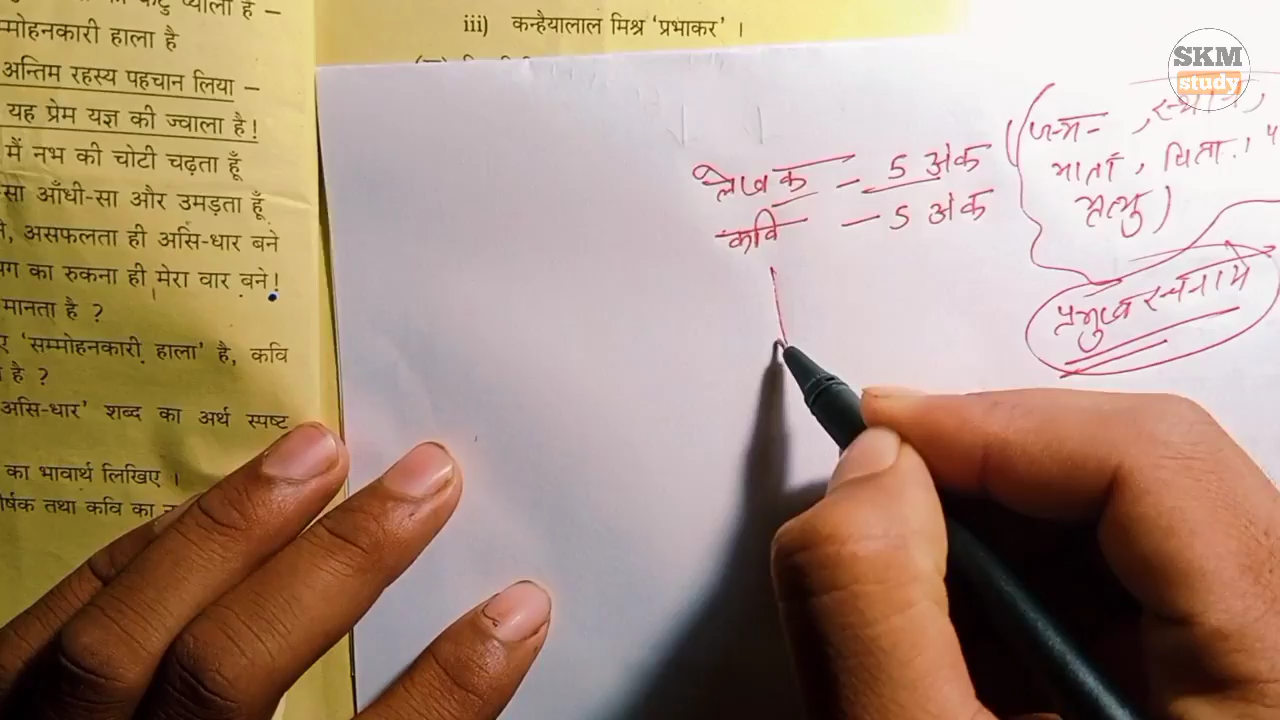 प्याला है –
म्मोहनकारी हाला है
अन्तिम रहस्य पहचान लिया –
यह प्रेम यज्ञ की ज्वाला है!
मैं नभ की चोटी चढ़ता हूँ
सा आँधी-सा और उमड़ता हूँ
असफलता ही असि-धार बने
का रुकना ही मेरा वार बने!
मानता है ?
'सम्मोहनकारी हाला' है, कवि
है ?
असि-धार' शब्द का अर्थ स्पष्ट
का भावार्थ लिखिए ।
र्षक तथा कवि का
iii) कन्हैयालाल मिश्र 'प्रभाकर' ।
लेखक – 5 अंक
कवि – 5 अंक
(जन्म – , स्थान,
माता, पिता,
मृत्यु)
प्रमुख रचनायें
SKM
study